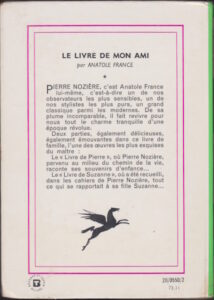 LE LIVRE DE MON AMI
par ANATOLE FRANCE
*
PIERRE NOZIÈRE, c'est Anatole France
lui-même, c'est-à-dire un de nos
observateurs les plus sensibles, un de
nos stylistes les plus purs, un grand
classique parmi les modernes. De sa
plume incomparable, il fait revivre pour
nous tout le charme tranquille d'une
époque révolue.
Deux parties, également délicieuses,
également émouvantes dans ce livre de
famille, l'une des œuvres les plus exquises
du maître :
Le « Livre de Pierre », où Pierre Nozière,
parvenu au milieu du chemin de la vie,
raconte ses souvenirs d'enfance...
Le « Livre de Suzanne », où a été recueilli,
dans les cahiers de Pierre Nozière, tout
ce qui se rapportait à sa fille Suzanne...
20/0550/2